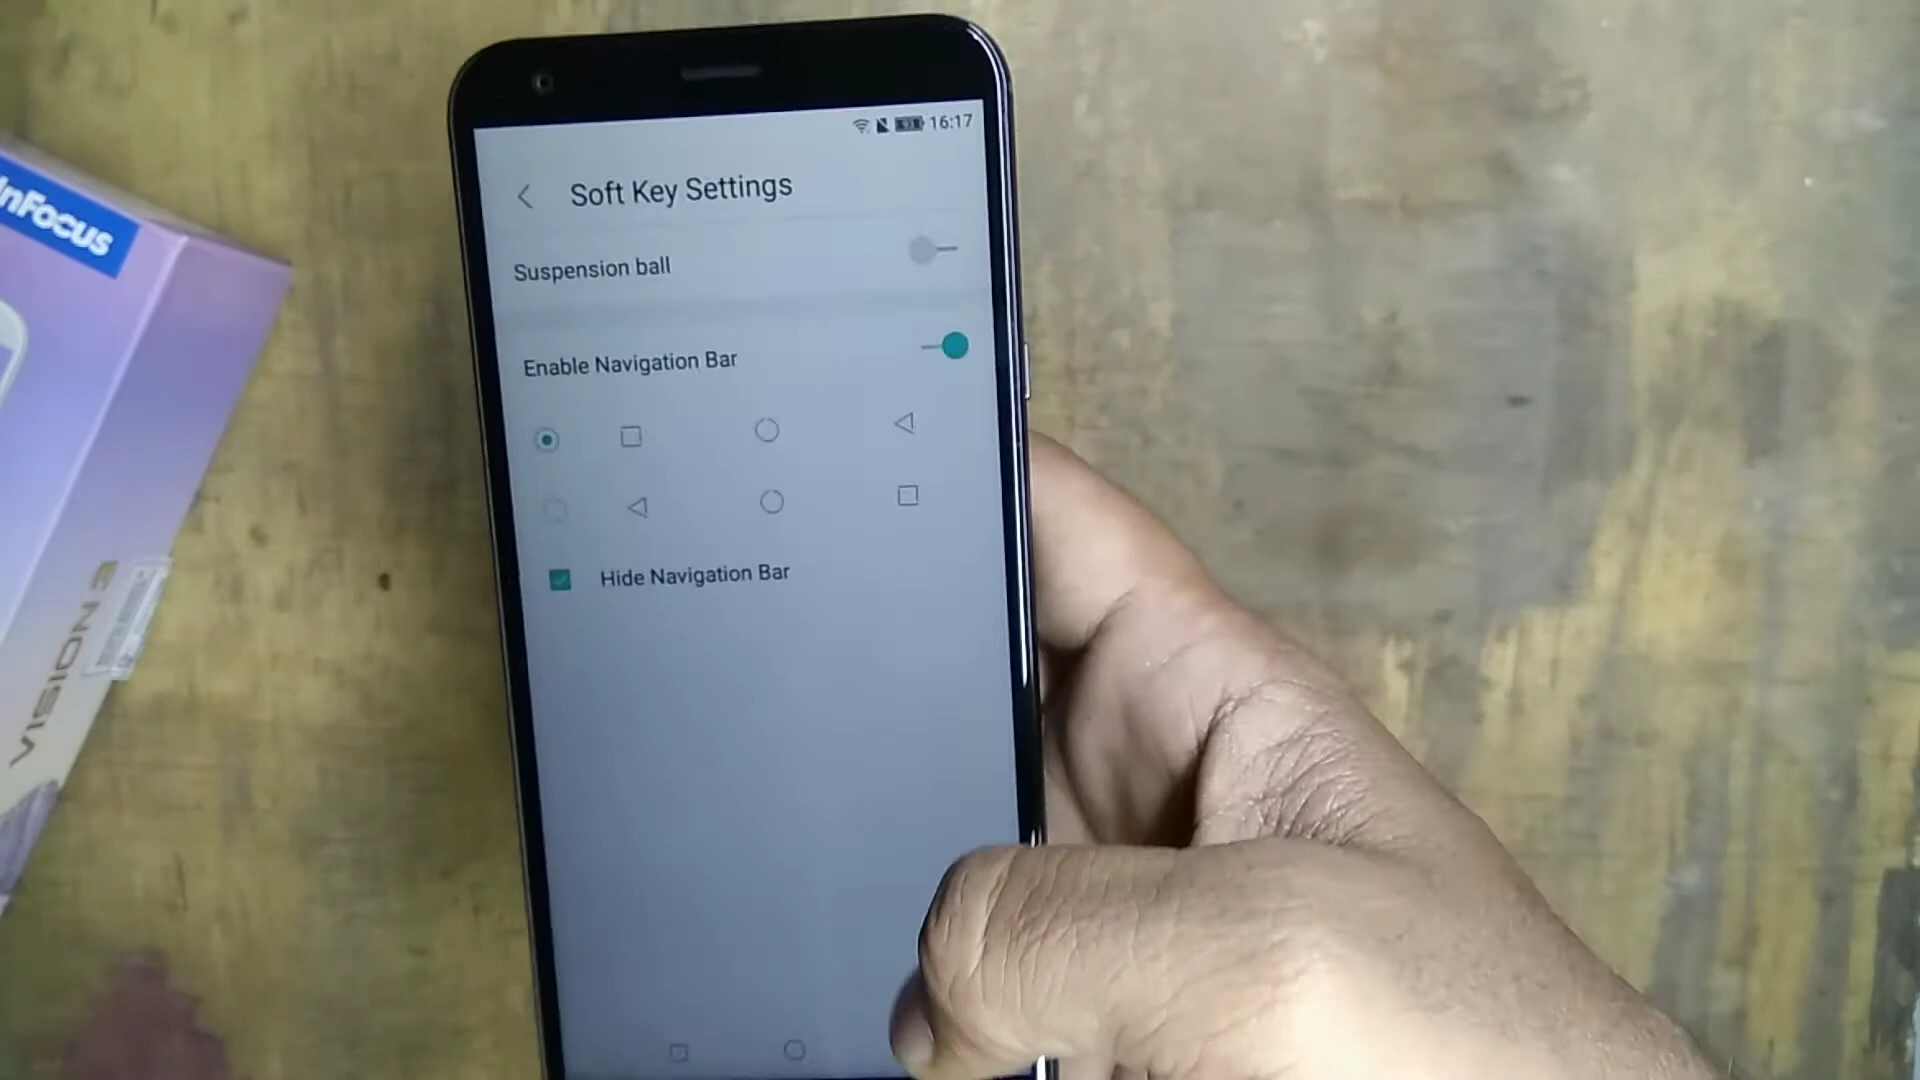 InFocus
VISION 3
16:17
Soft Key Settings
Suspension ball
Enable Navigation Bar
Hide Navigation Bar